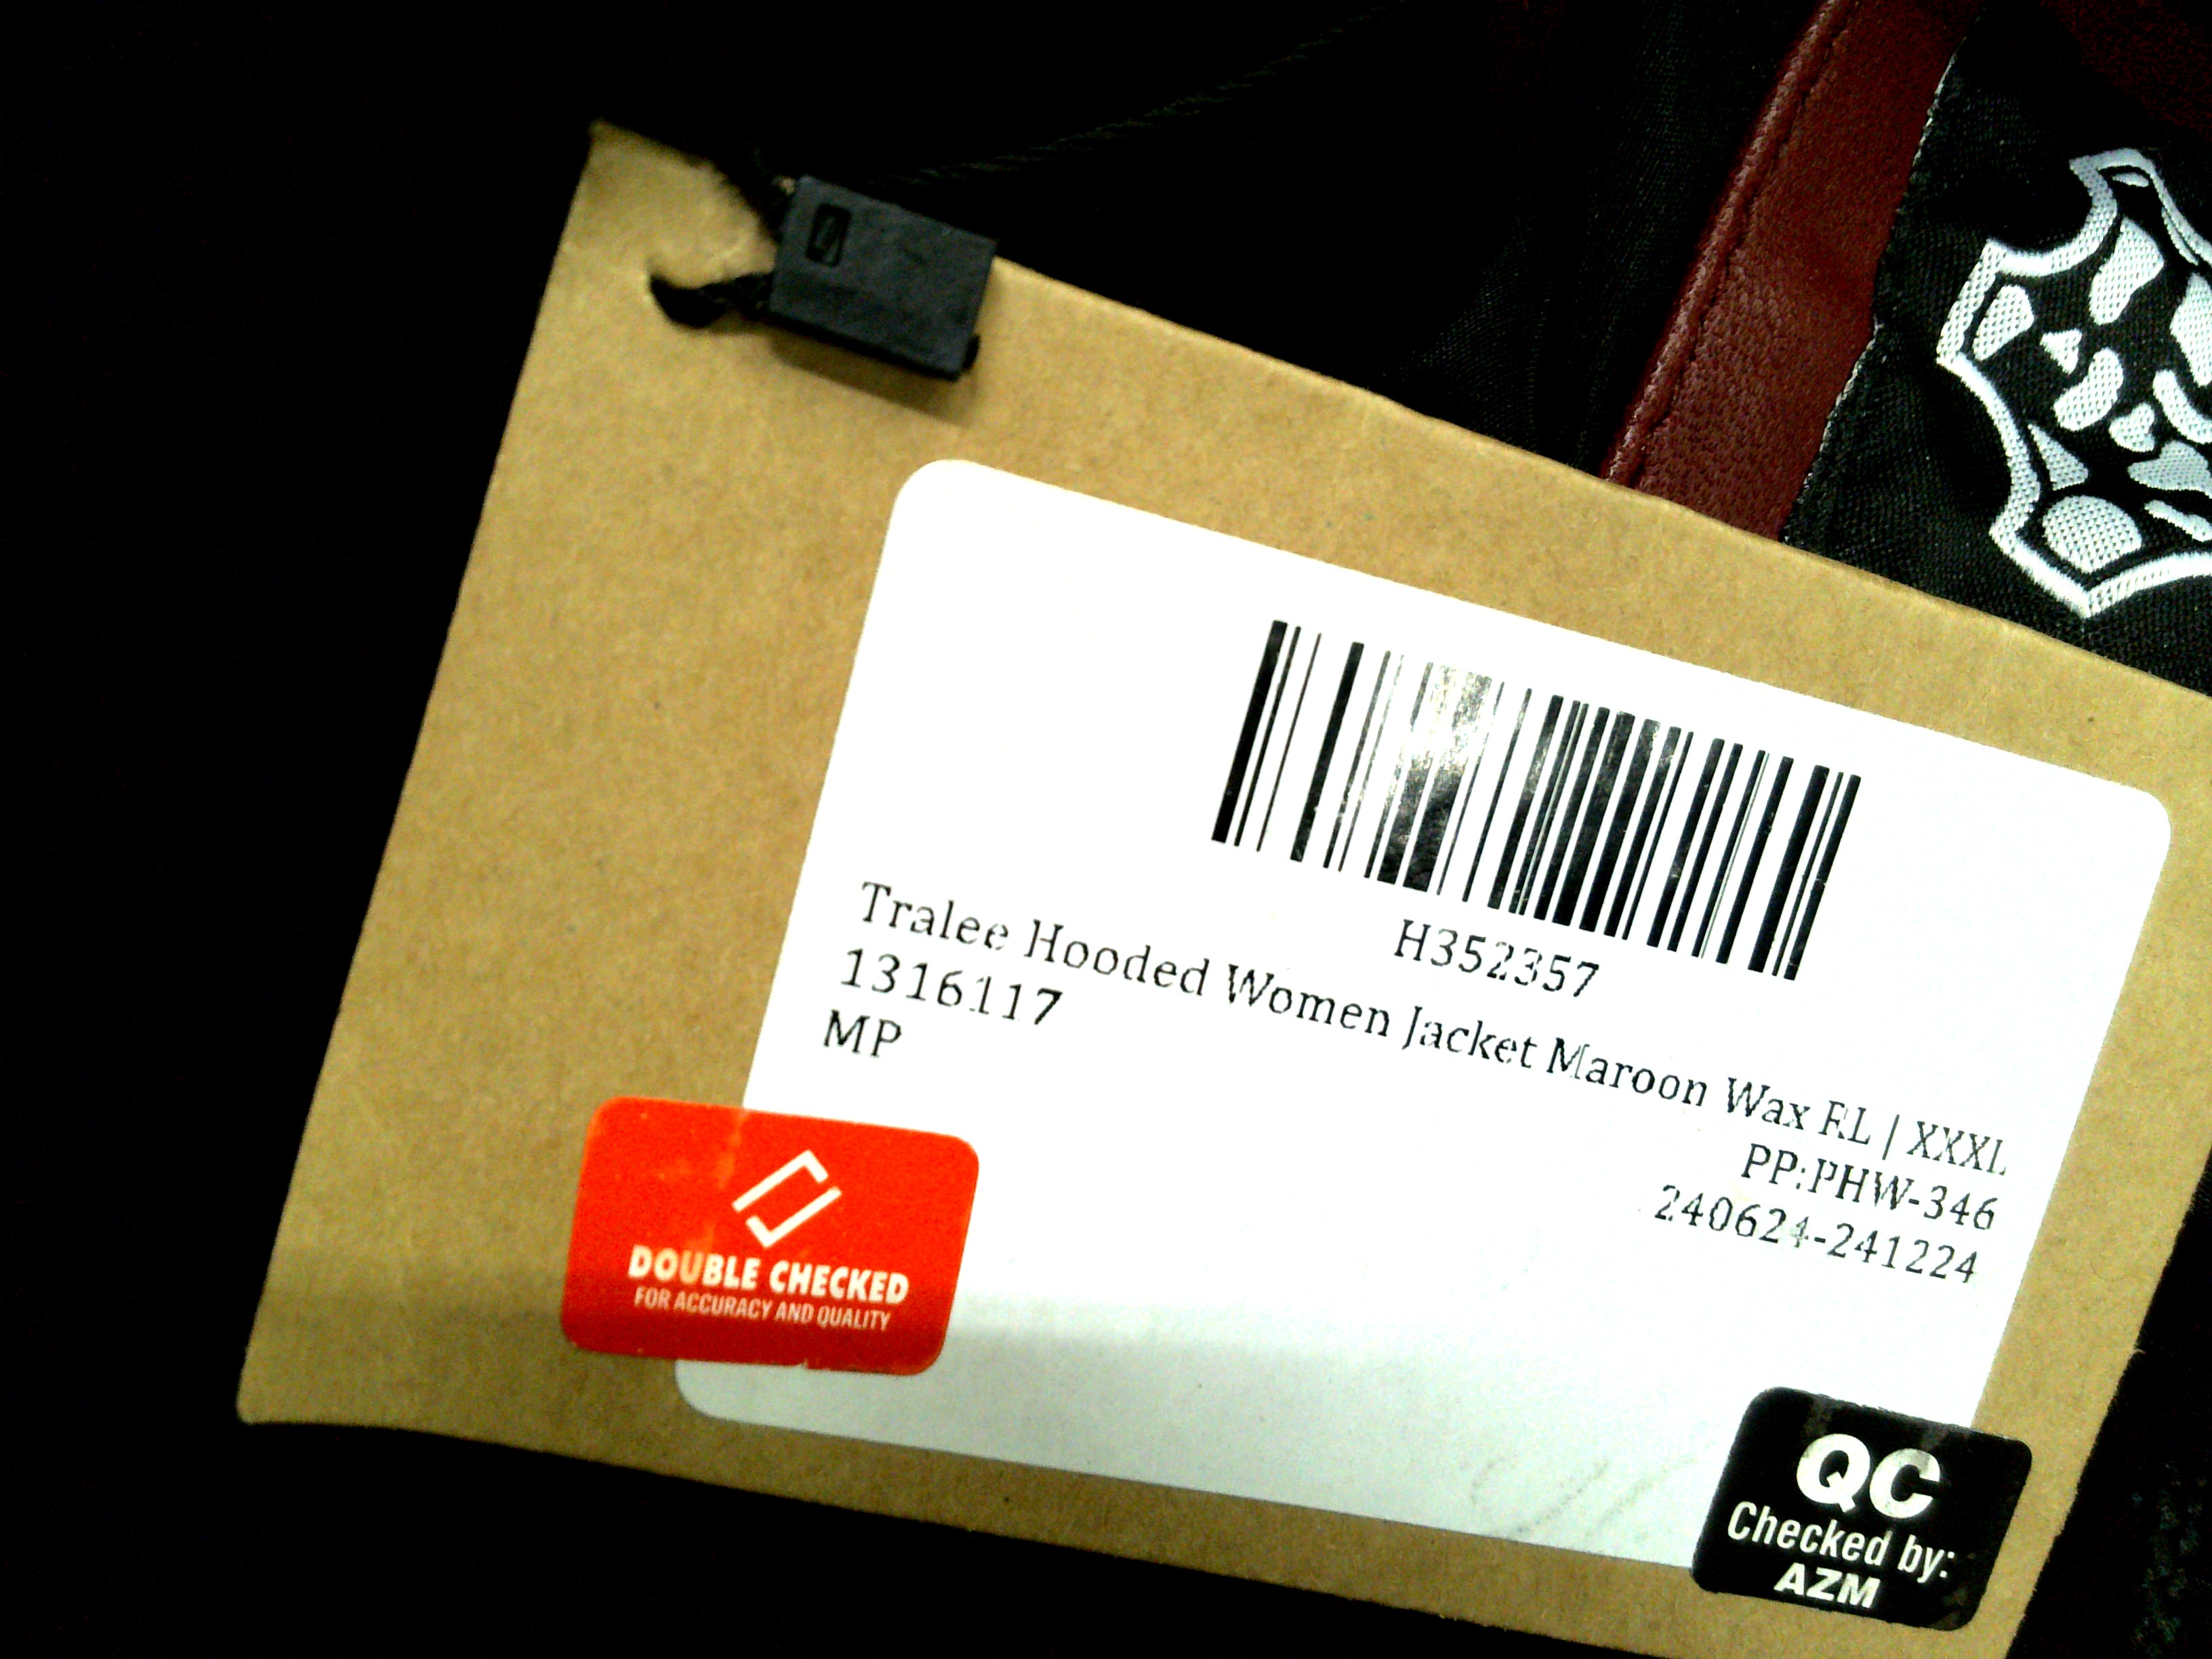 H352357
Tralee Hooded Women Jacket Maroon Wax RL | XXXL
1316117
PP:PHW-346
MP
240624-241224
DOUBLE CHECKED
FOR ACCURACY AND QUALITY
QC
Checked by:
AZM